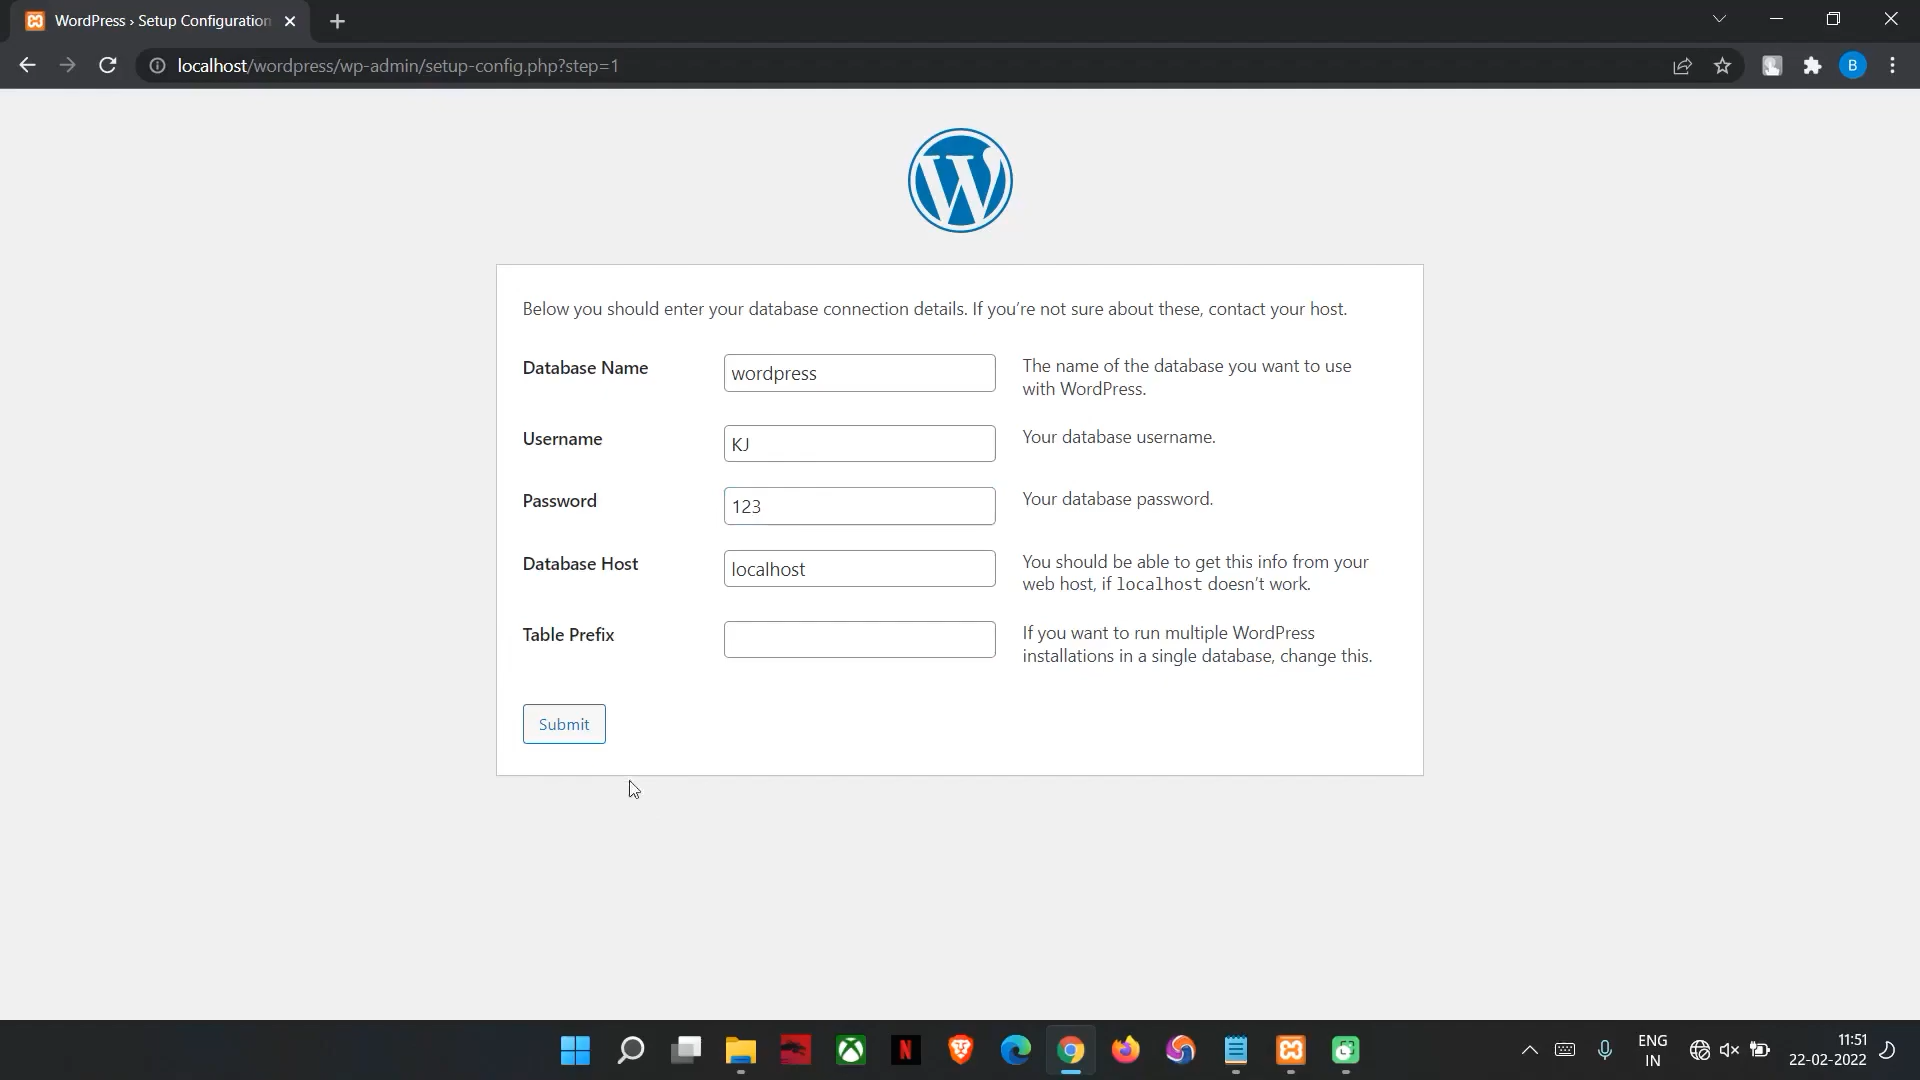 WordPress › Setup Configuration
localhost/wordpress/wp-admin/setup-config.php?step=1
B
W
Below you should enter your database connection details. If you’re not sure about these, contact your host.
Database Name
wordpress
The name of the database you want to use
with WordPress.
Username
KJ
Your database username.
Password
123
Your database password.
Database Host
localhost
You should be able to get this info from your
web host, if localhost doesn’t work.
Table Prefix
If you want to run multiple WordPress
installations in a single database, change this.
Submit
N
ENG
IN
11:51
22-02-2022